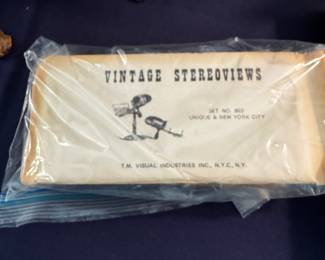 VINTAGE STEREOVIEWS
SET NO. 803
UNIQUE & NEW YORK CITY
T.M. VISUAL INDUSTRIES INC., N.Y.C., N.Y.